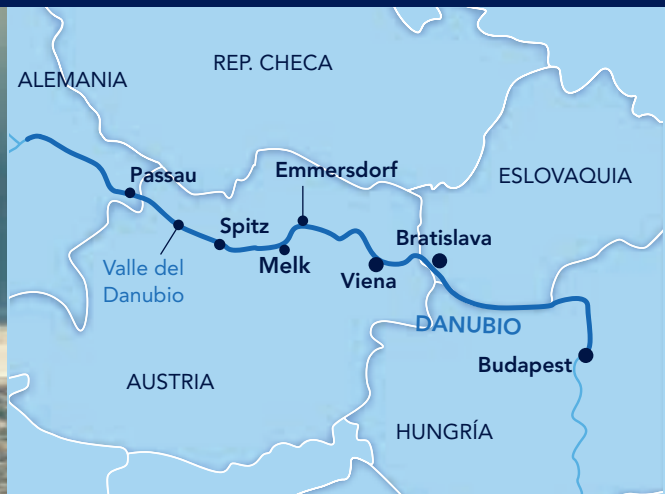 REP. CHECA
ALEMANIA
Emmersdorf
Passau
ESLOVAQUIA
Spitz
Bratislava
Melk
Valle del
Danubio
Viena
DANUBIO
Budapest
AUSTRIA
HUNGRÍA